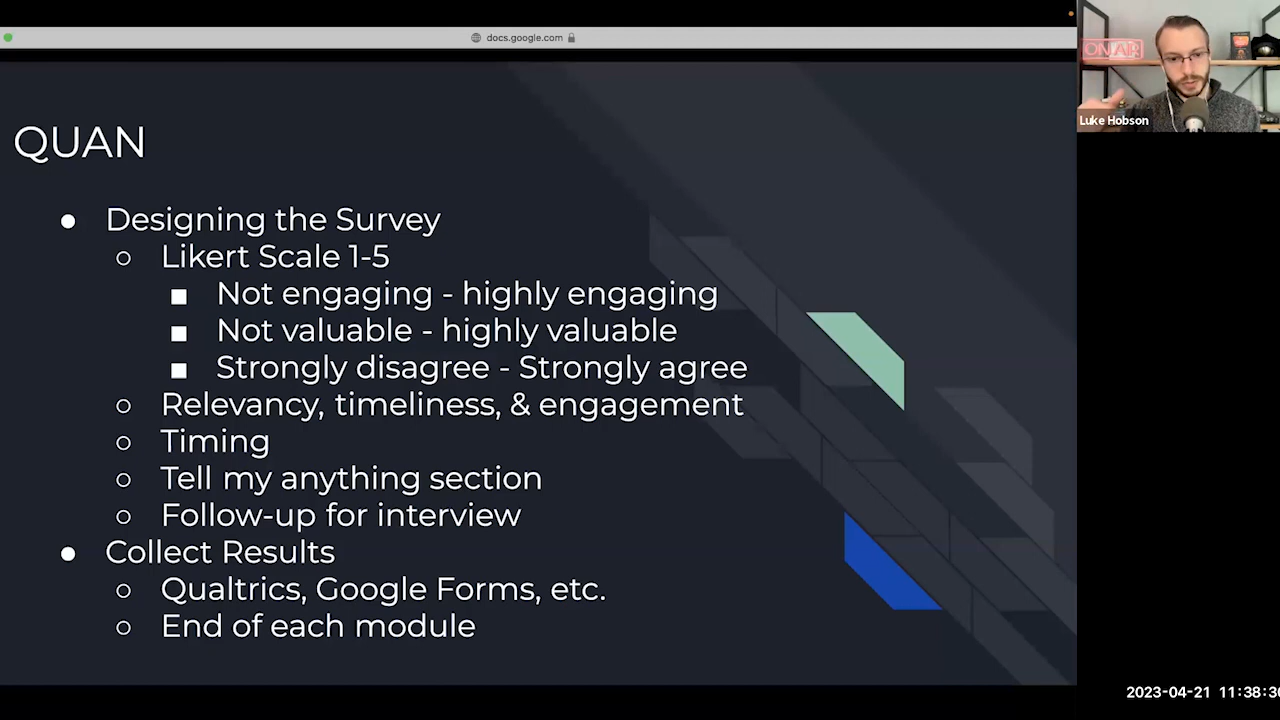 docs.google.com
ON AIR
Luke Hobson
QUAN
Designing the Survey
Likert Scale 1-5
Not engaging - highly engaging
Not valuable - highly valuable
Strongly disagree - Strongly agree
Relevancy, timeliness, & engagement
Timing
Tell my anything section
Follow-up for interview
Collect Results
Qualtrics, Google Forms, etc.
End of each module
2023-04-21 11:38:30